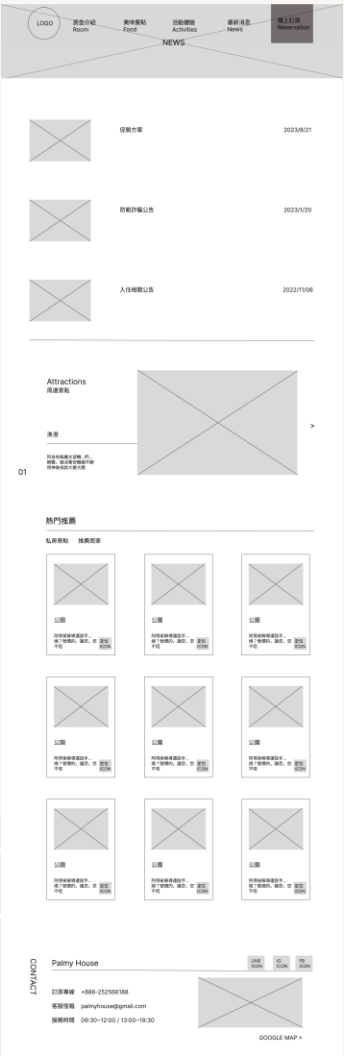 LOGO
房型介紹
Room
美味餐點
Food
活動體驗
Activities
最新消息
News
線上訂房
Reservation
NEWS
促銷方案
2023/8/21
防範詐騙公告
2023/1/20
入住相關公告
2022/11/06
Attractions
周邊景點
漁港
>
01
熱門推薦
私房景點
推薦商家
公園
定位
ICON
公園
定位
ICON
公園
定位
ICON
公園
定位
ICON
公園
定位
ICON
公園
定位
ICON
公園
定位
ICON
公園
定位
ICON
公園
定位
ICON
CONTACT
Palmy House
LINE
ICON
IG
ICON
FB
ICON
訂房專線 +886-252566188
客服信箱 palmyhouse@gmail.com
服務時間 09:30-12:00 / 13:00-18:30
GOOGLE MAP >